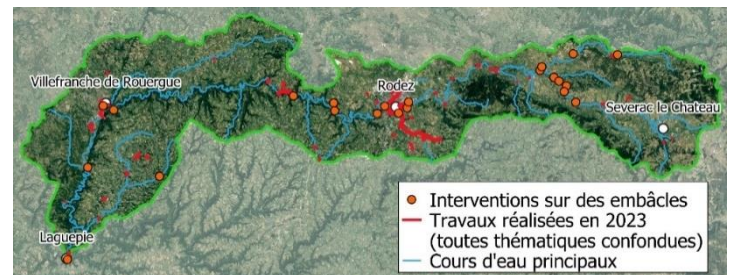 Villefranche de Rouergue
Rodez
Severac le Chateau
Laguepie
Interventions sur des embâcles
Travaux réalisées en 2023
(toutes thématiques confondues)
Cours d'eau principaux